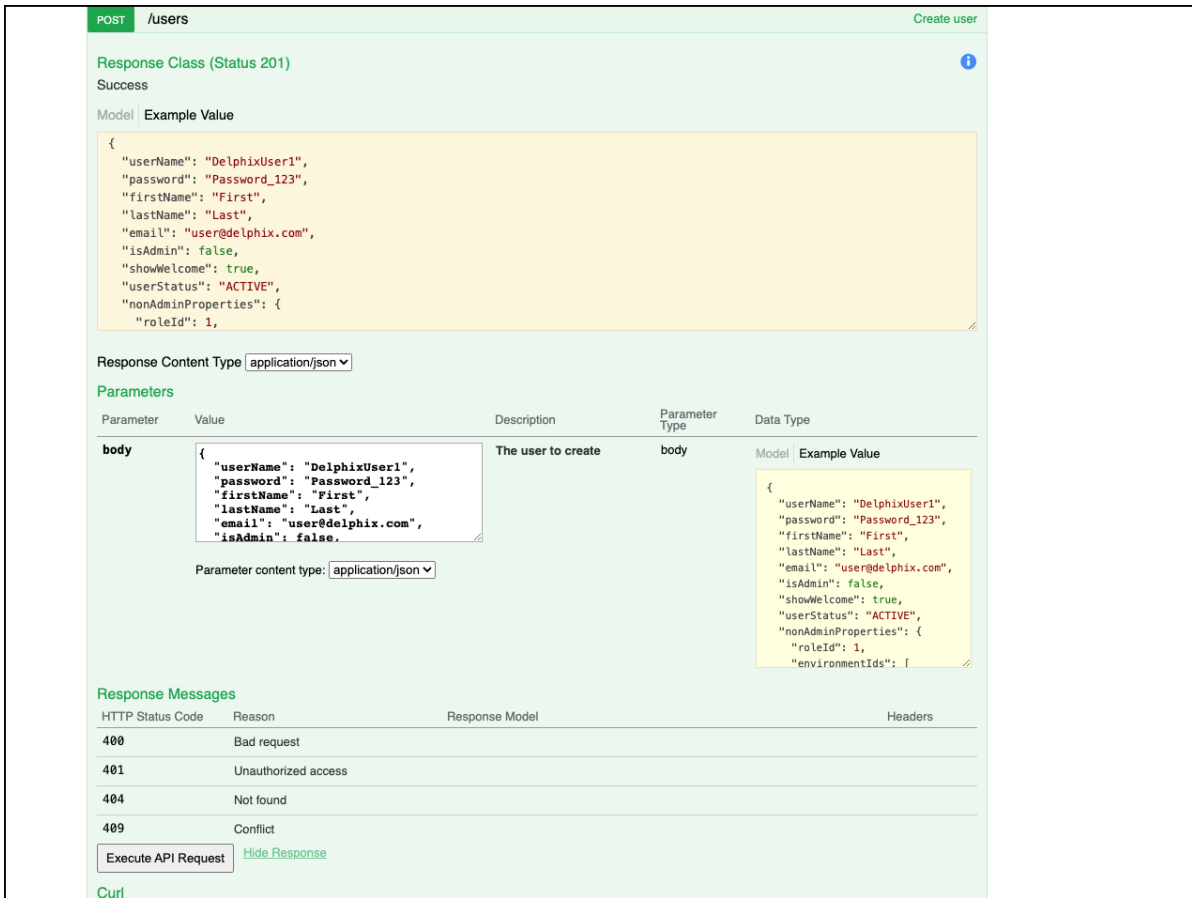 POST /users Create user
Response Class (Status 201)
Success
Model Example Value
{
"userName": "DelphixUser1",
"password": "Password_123",
"firstName": "First",
"lastName": "Last",
"email": "user@delphix.com",
"isAdmin": false,
"showWelcome": true,
"userStatus": "ACTIVE",
"nonAdminProperties": {
"roleId": 1,
Response Content Type application/json
Parameters
Parameter Value Description Parameter Type Data Type
body
{
"userName": "DelphixUser1",
"password": "Password_123",
"firstName": "First",
"lastName": "Last",
"email": "user@delphix.com",
"isAdmin": false,
Parameter content type: application/json
The user to create
body
Model Example Value
{
"userName": "DelphixUser1",
"password": "Password_123",
"firstName": "First",
"lastName": "Last",
"email": "user@delphix.com",
"isAdmin": false,
"showWelcome": true,
"userStatus": "ACTIVE",
"nonAdminProperties": {
"roleId": 1,
"environmentIds": [
Response Messages
HTTP Status Code Reason Response Model Headers
400 Bad request
401 Unauthorized access
404 Not found
409 Conflict
Execute API Request Hide Response
Curl